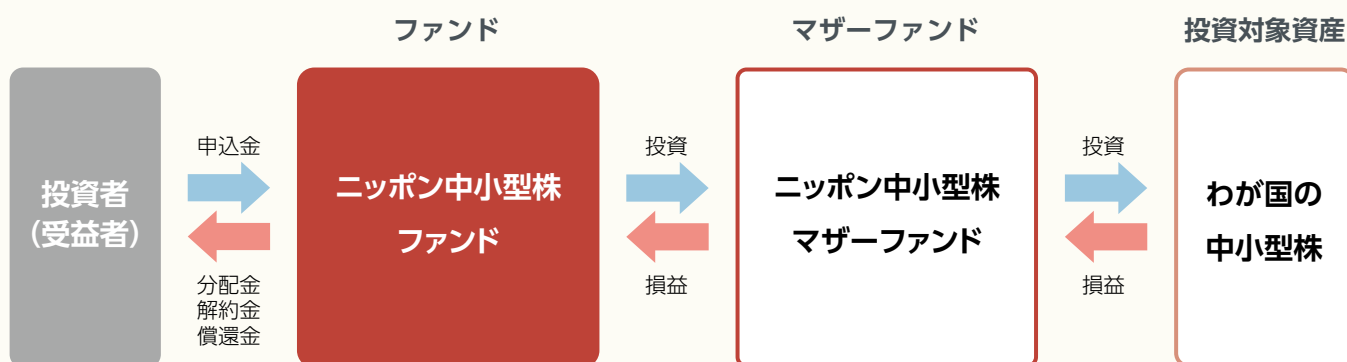 ファンド
マザーファンド
投資対象資産
投資者
(受益者)
申込金
分配金
解約金
償還金
ニッポン中小型株
ファンド
投資
損益
ニッポン中小型株
マザーファンド
投資
損益
わが国の
中小型株